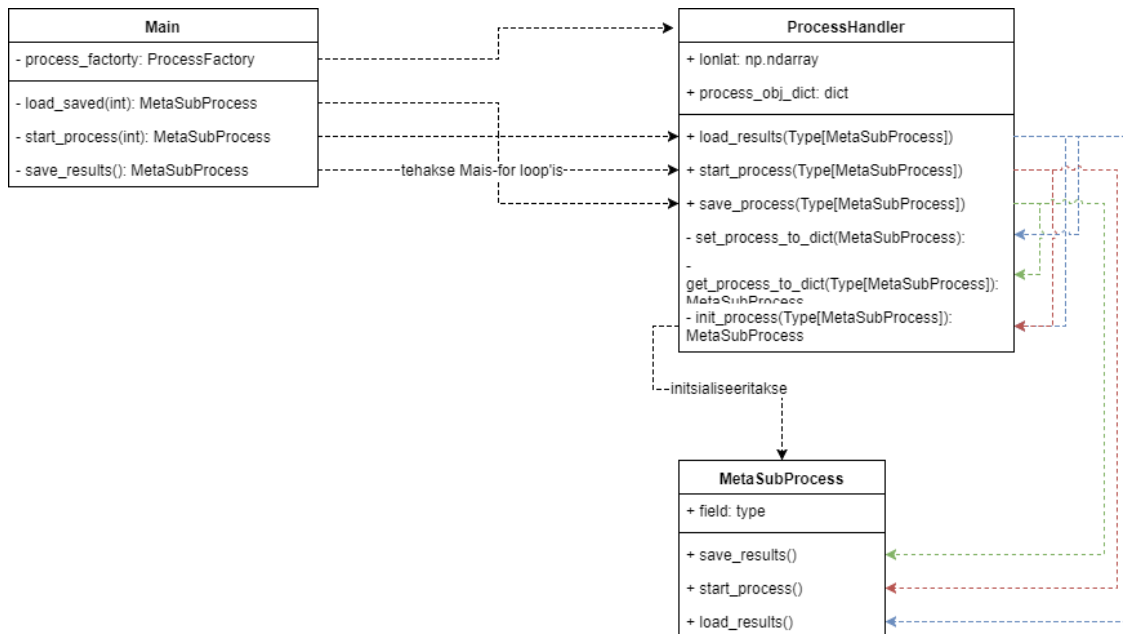 Main
- process_factorty: ProcessFactory
- load_saved(int): MetaSubProcess
- start_process(int): MetaSubProcess
- save_results(): MetaSubProcess
tehakse Mais for loop'is
ProcessHandler
+ lonlat: np.ndarray
+ process_obj_dict: dict
+ load_results(Type[MetaSubProcess])
+ start_process(Type[MetaSubProcess])
+ save_process(Type[MetaSubProcess])
- set_process_to_dict(MetaSubProcess):
-
get_process_to_dict(Type[MetaSubProcess]):
MetaSubProcess
- init_process(Type[MetaSubProcess]):
MetaSubProcess
initsialiseeritakse
MetaSubProcess
+ field: type
+ save_results()
+ start_process()
+ load_results()